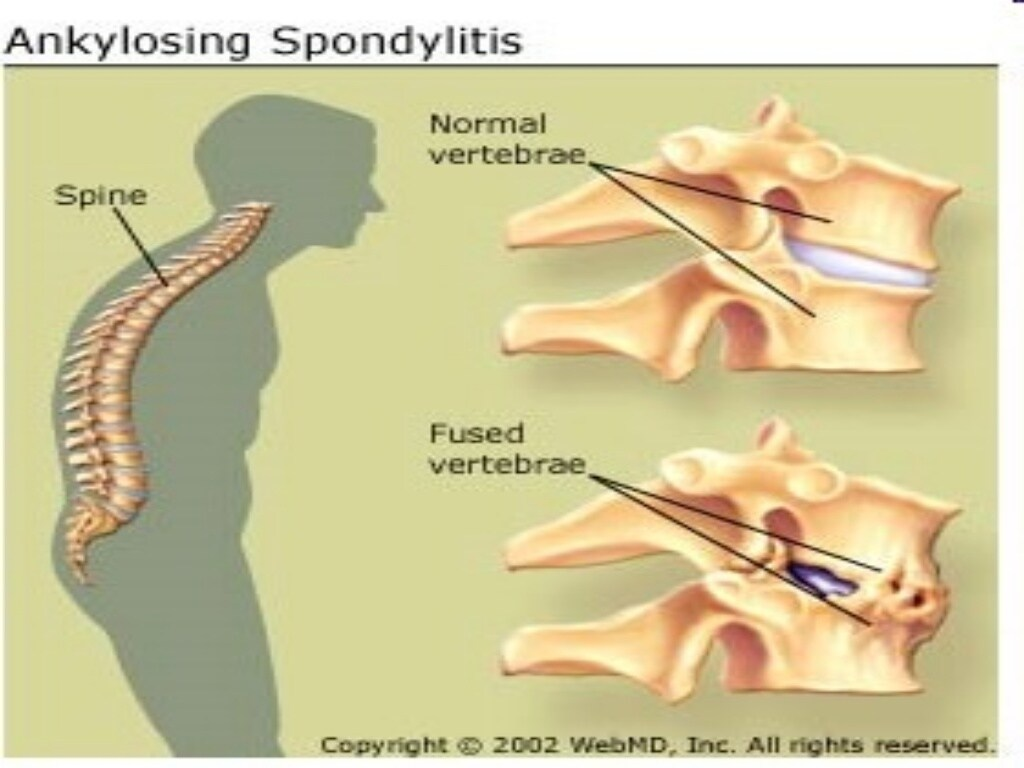 Ankylosing Spondylitis
Spine
Normal
vertebrae
Fused
vertebrae
Copyright © 2002 WebMD, Inc. All rights reserved.